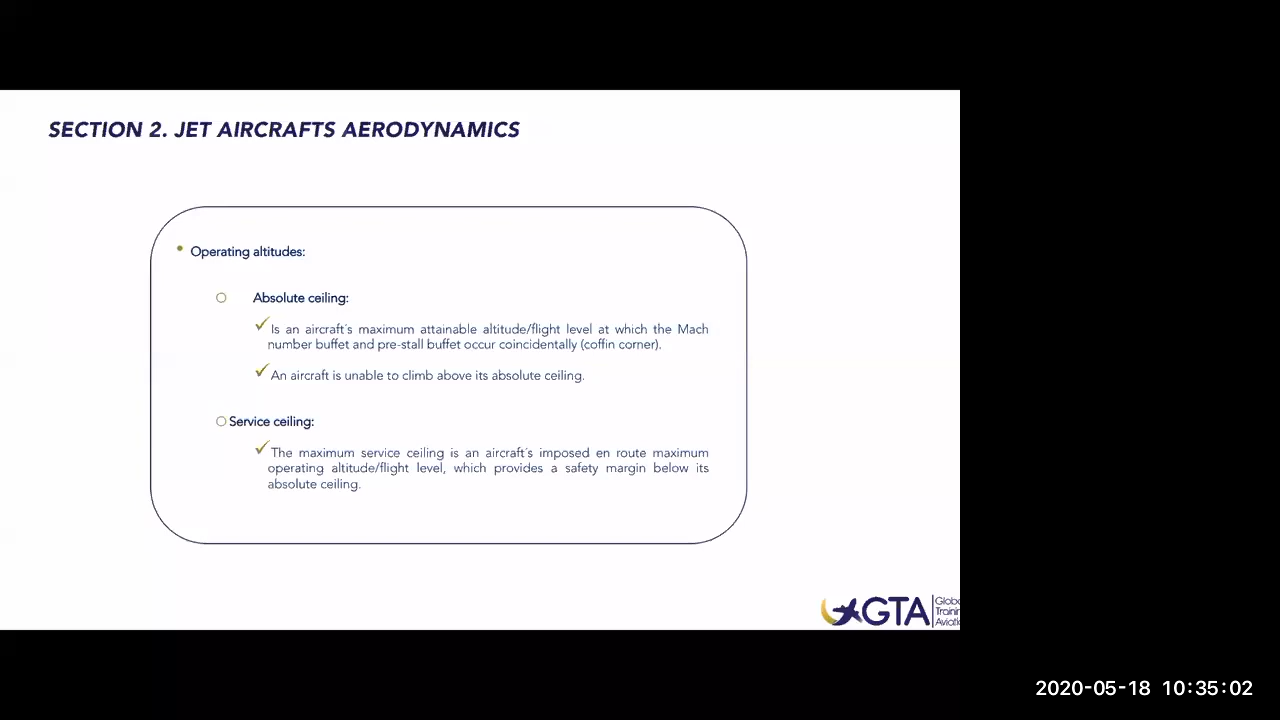 SECTION 2. JET AIRCRAFTS AERODYNAMICS
Operating altitudes:
Absolute ceiling:
Is an aircraft´s maximum attainable altitude/flight level at which the Mach
number buffet and pre-stall buffet occur coincidentally (coffin corner).
An aircraft is unable to climb above its absolute ceiling.
Service ceiling:
The maximum service ceiling is an aircraft´s imposed en route maximum
operating altitude/flight level, which provides a safety margin below its
absolute ceiling.
GTA
2020-05-18 10:35:02